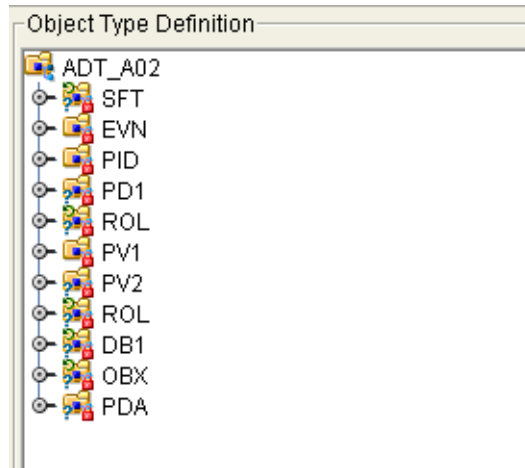 Object Type Definition
ADT_A02
SFT
EVN
PID
PD1
ROL
PV1
PV2
ROL
DB1
OBX
PDA